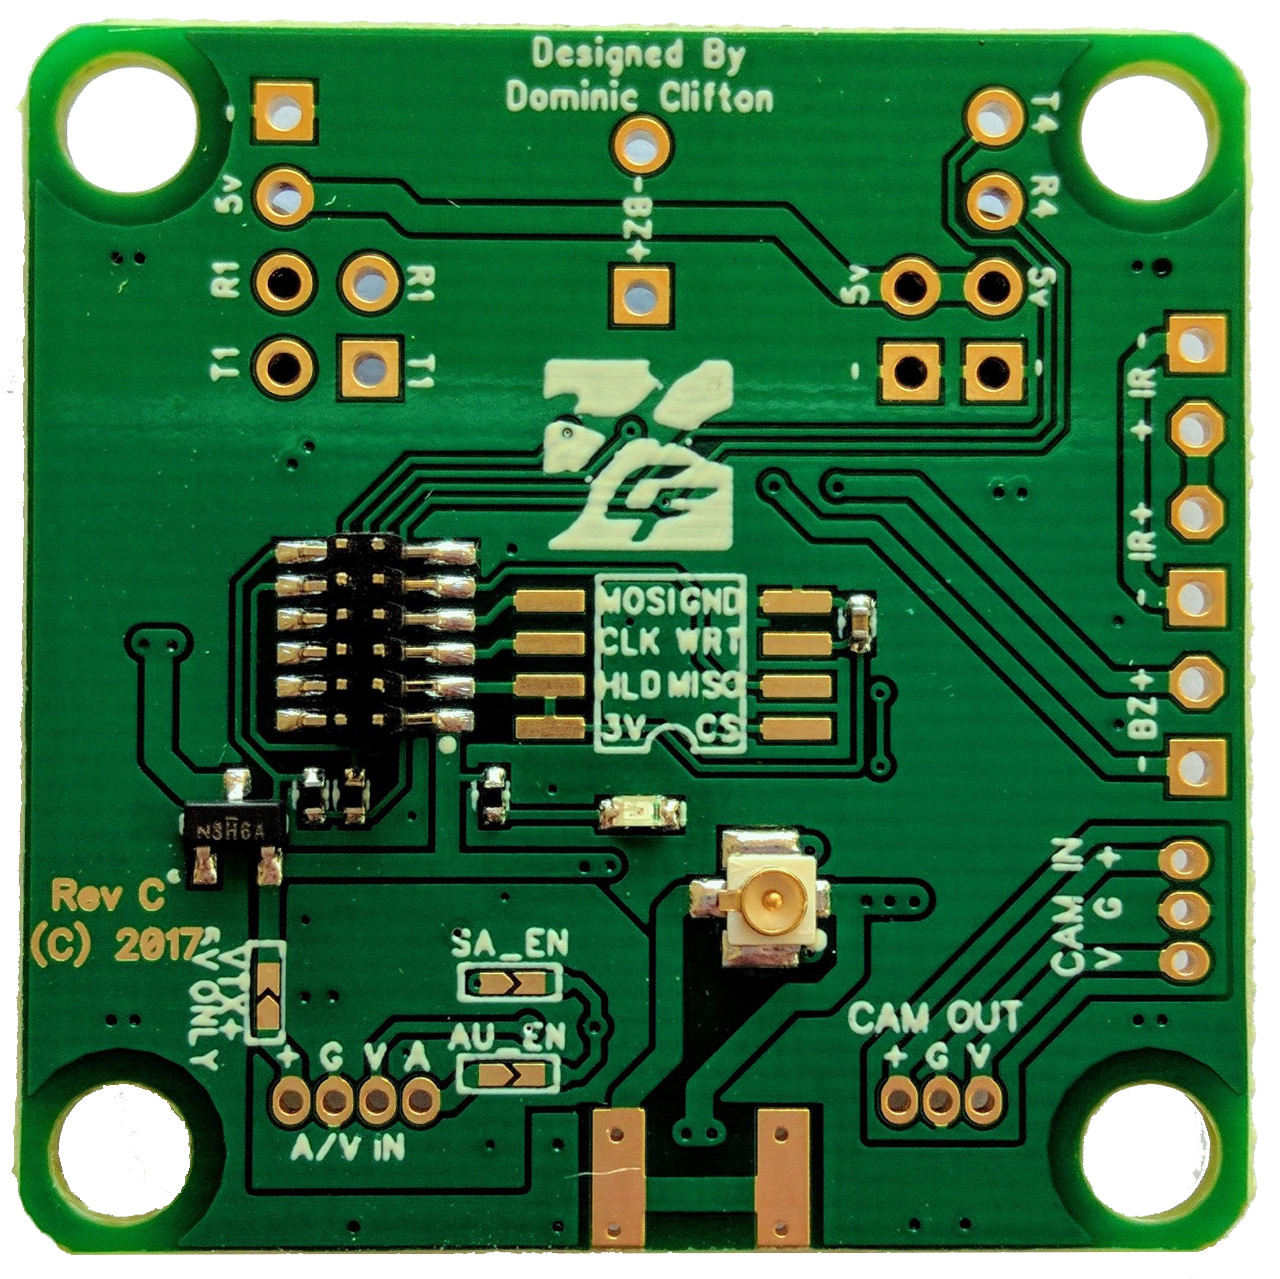 Designed By
Dominic Clifton
-
5v
R1
R1
T1
T1
-
BZ
+
T4
R4
5v
5v
-
-
-
IR
+
IR+
-
BZ+
-
MOSI GND
CLK WRT
HLD MISO
3V CS
N3H6A
Rev C
(C) 2017
VTX+
5V ONLY
SA_EN
AU_EN
+ G V A
A/V iN
CAM IN
+
G
V
CAM OUT
+ G V